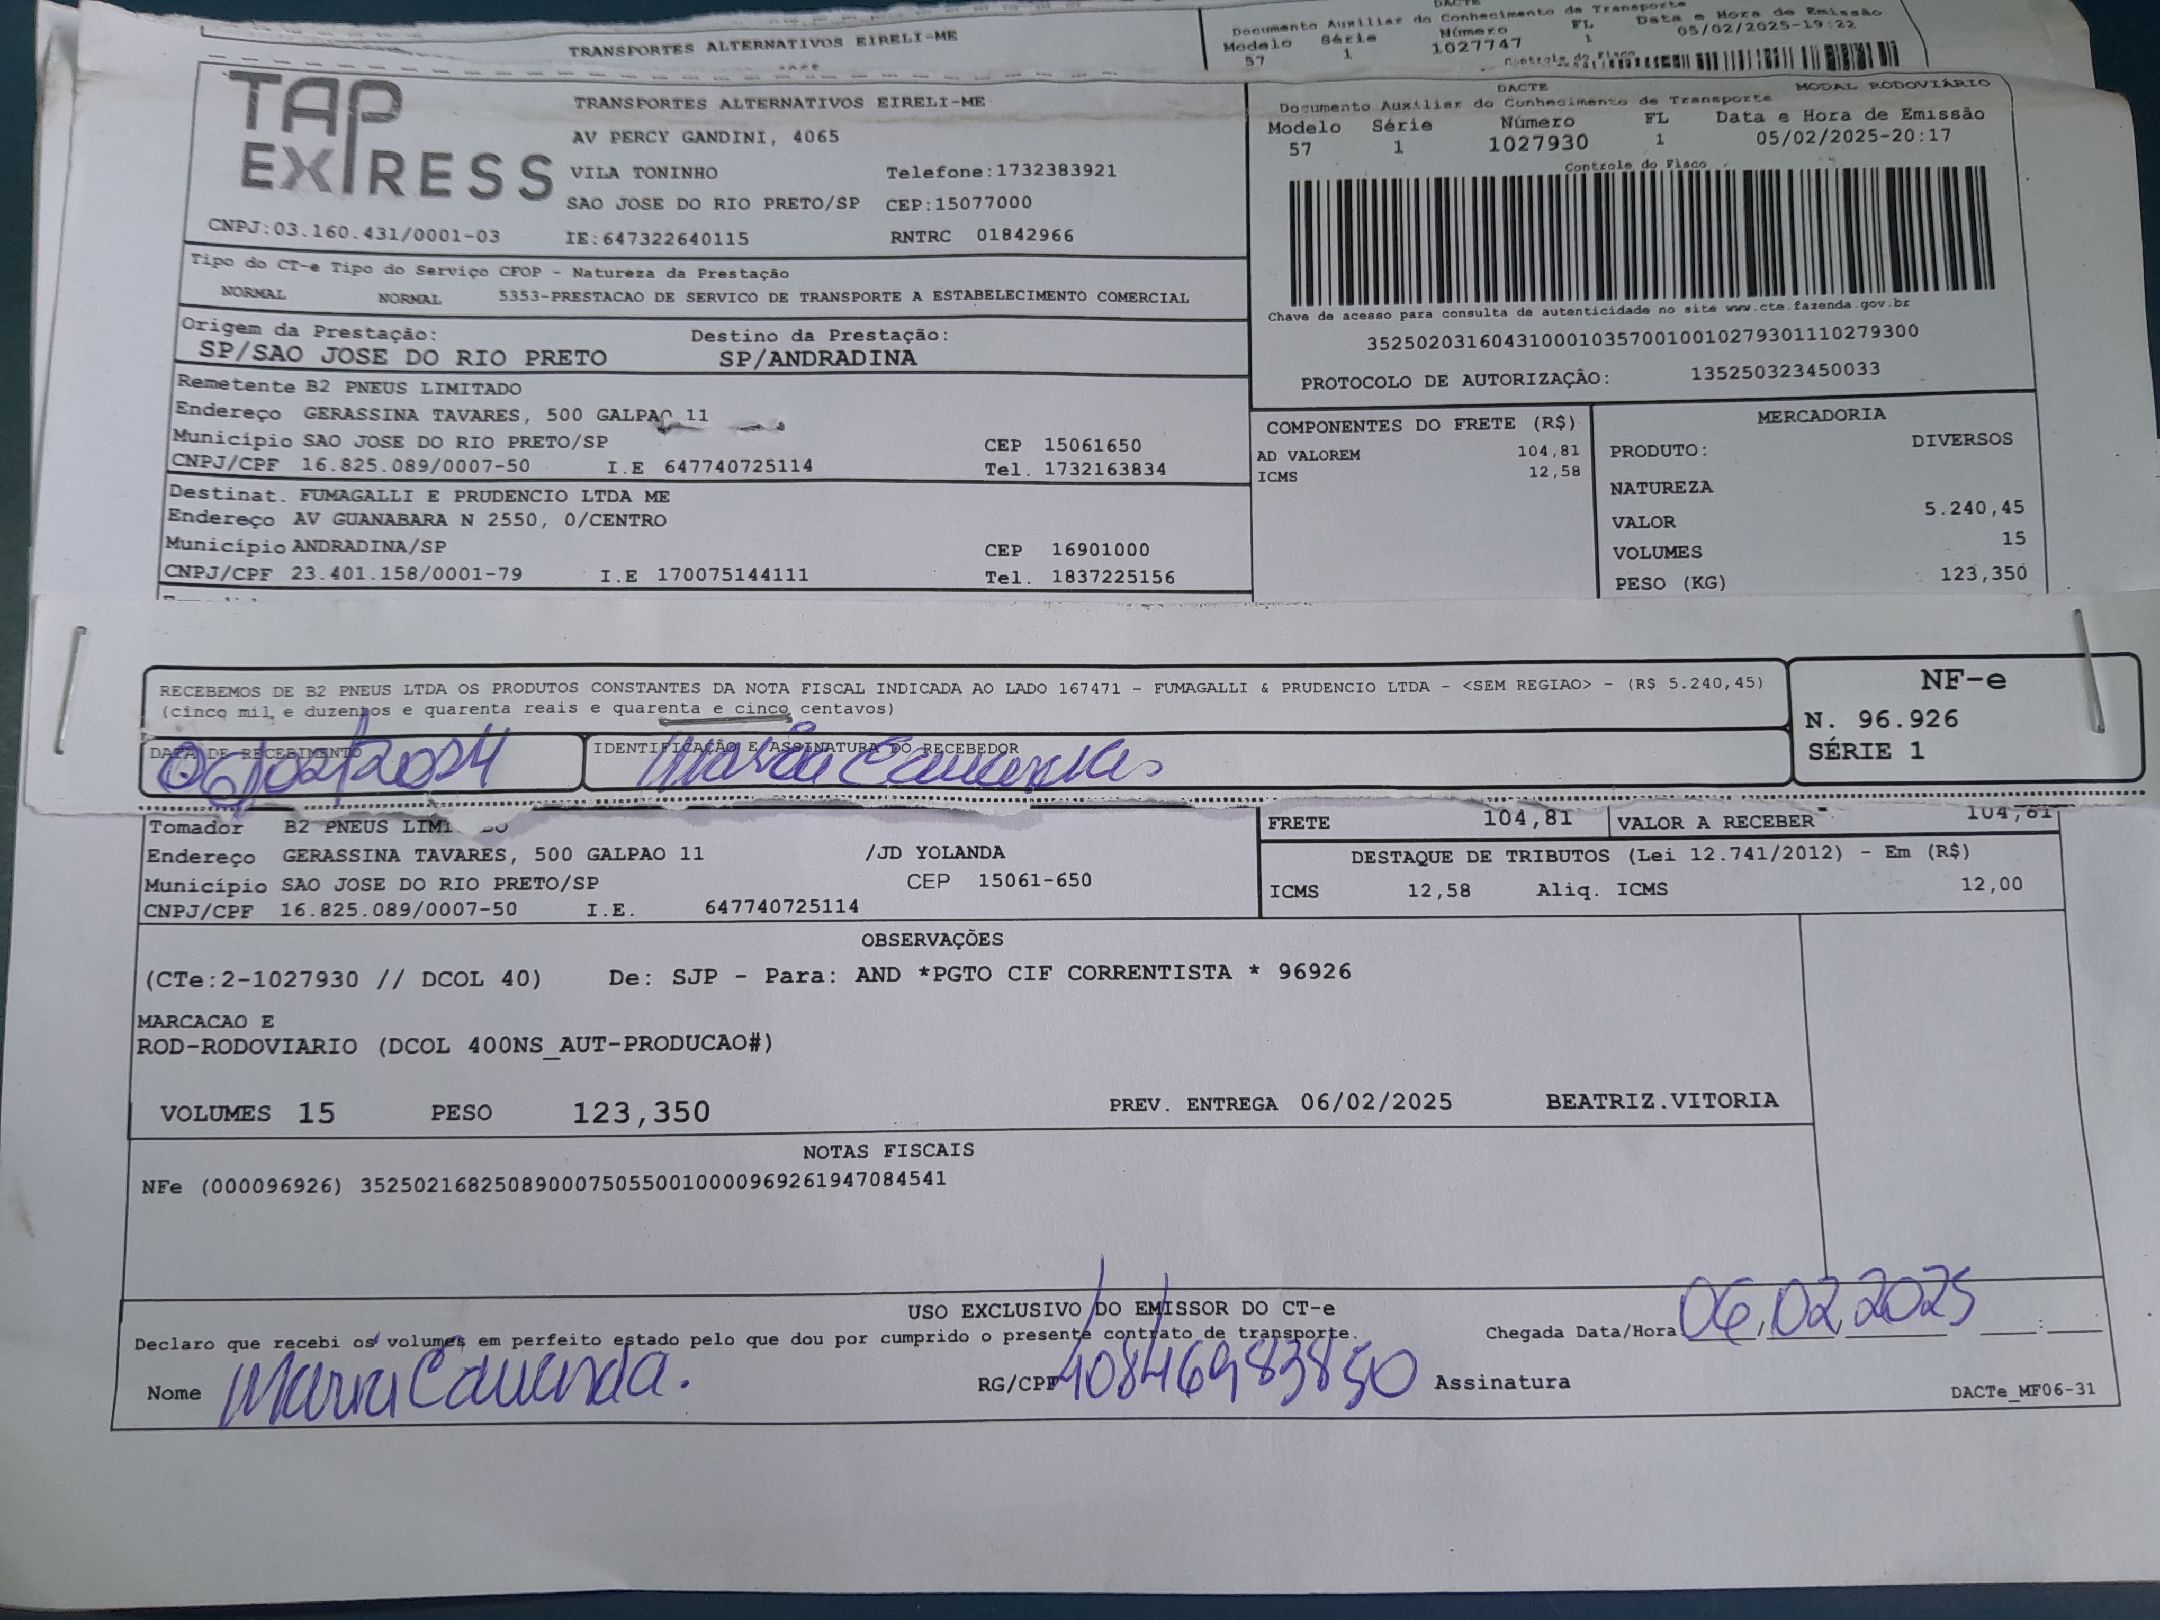 TRANSPORTES ALTERNATIVOS EIRELI-ME
DACTE
Documento Auxiliar do Conhecimento de Transporte
Modelo Série Número FL Data e Hora de Emissão
57 1 1027747 1 05/02/2025-19:22
Controle do Fisco
TAP EXPRESS
TRANSPORTES ALTERNATIVOS EIRELI-ME
AV PERCY GANDINI, 4065
VILA TONINHO Telefone:1732383921
SAO JOSE DO RIO PRETO/SP CEP:15077000
CNPJ:03.160.431/0001-03 IE:647322640115 RNTRC 01842966
DACTE MODAL RODOVIÁRIO
Documento Auxiliar do Conhecimento de Transporte
Modelo Série Número FL Data e Hora de Emissão
57 1 1027930 1 05/02/2025-20:17
Controle do Fisco
Chave de acesso para consulta de autenticidade no site www.cte.fazenda.gov.br
35250203160431000103570010010279301110279300
PROTOCOLO DE AUTORIZAÇÃO: 135250323450033
Tipo do CT-e Tipo do Serviço CFOP - Natureza da Prestação
NORMAL NORMAL 5353-PRESTACAO DE SERVICO DE TRANSPORTE A ESTABELECIMENTO COMERCIAL
Origem da Prestação: Destino da Prestação:
SP/SAO JOSE DO RIO PRETO SP/ANDRADINA
Remetente B2 PNEUS LIMITADO
Endereço GERASSINA TAVARES, 500 GALPAO 11
Município SAO JOSE DO RIO PRETO/SP CEP 15061650
CNPJ/CPF 16.825.089/0007-50 I.E 647740725114 Tel. 1732163834
Destinat. FUMAGALLI E PRUDENCIO LTDA ME
Endereço AV GUANABARA N 2550, 0/CENTRO
Município ANDRADINA/SP CEP 16901000
CNPJ/CPF 23.401.158/0001-79 I.E 170075144111 Tel. 1837225156
COMPONENTES DO FRETE (R$)
AD VALOREM 104,81
ICMS 12,58
MERCADORIA
PRODUTO: DIVERSOS
NATUREZA
VALOR 5.240,45
VOLUMES 15
PESO (KG) 123,350
RECEBEMOS DE B2 PNEUS LTDA OS PRODUTOS CONSTANTES DA NOTA FISCAL INDICADA AO LADO 167471 - FUMAGALLI & PRUDENCIO LTDA - <SEM REGIAO> - (R$ 5.240,45)
(cinco mil e duzentos e quarenta reais e quarenta e cinco centavos)
DATA DE RECEBIMENTO IDENTIFICAÇÃO E ASSINATURA DO RECEBEDOR
06/02/2024
NF-e
N. 96.926
SÉRIE 1
Tomador B2 PNEUS
Endereço GERASSINA TAVARES, 500 GALPAO 11 /JD YOLANDA
Município SAO JOSE DO RIO PRETO/SP CEP 15061-650
CNPJ/CPF 16.825.089/0007-50 I.E. 647740725114
FRETE 104,81 VALOR A RECEBER 104,81
DESTAQUE DE TRIBUTOS (Lei 12.741/2012) - Em (R$)
ICMS 12,58 Aliq. ICMS 12,00
OBSERVAÇÕES
(CTe:2-1027930 // DCOL 40) De: SJP - Para: AND *PGTO CIF CORRENTISTA * 96926
MARCACAO E
ROD-RODOVIARIO (DCOL 400NS_AUT-PRODUCAO#)
VOLUMES 15 PESO 123,350 PREV. ENTREGA 06/02/2025 BEATRIZ.VITORIA
NOTAS FISCAIS
NFe (000096926) 35250216825089000750550010000969261947084541
USO EXCLUSIVO DO EMISSOR DO CT-e
Declaro que recebi os volumes em perfeito estado pelo que dou por cumprido o presente contrato de transporte.
Chegada Data/Hora 06/02/2025 :
Nome Maria RG/CPF 40846983850 Assinatura
DACTe_MF06-31